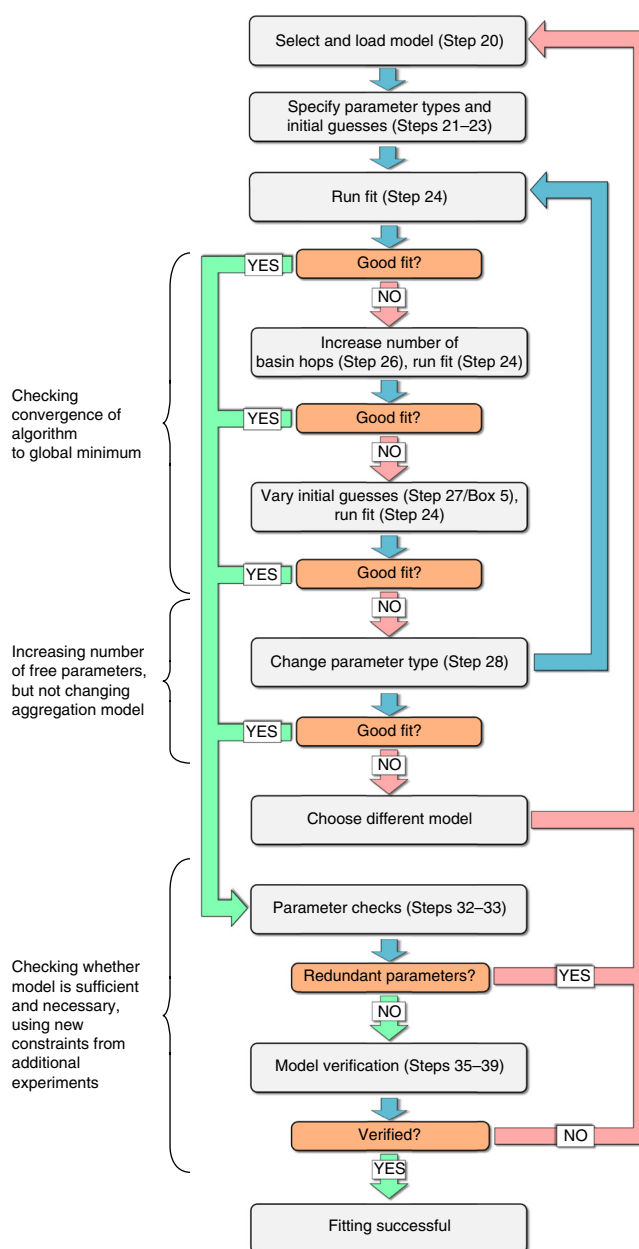 Select and load model (Step 20)
Specify parameter types and
initial guesses (Steps 21–23)
Run fit (Step 24)
YES
Good fit?
NO
Increase number of
basin hops (Step 26), run fit (Step 24)
Checking
convergence of
algorithm
to global minimum
YES
Good fit?
NO
Vary initial guesses (Step 27/Box 5),
run fit (Step 24)
YES
Good fit?
NO
Increasing number
of free parameters,
but not changing
aggregation model
Change parameter type (Step 28)
YES
Good fit?
NO
Choose different model
Parameter checks (Steps 32–33)
Checking whether
model is sufficient
and necessary,
using new
constraints from
additional
experiments
Redundant parameters?
YES
NO
Model verification (Steps 35–39)
Verified?
NO
YES
Fitting successful